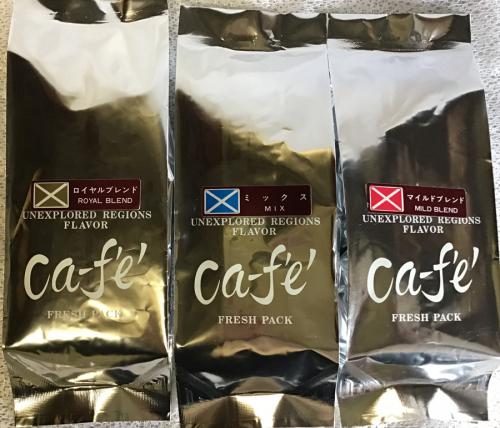 ロイヤルブレンド
ROYAL BLEND
UNEXPLORED REGIONS
FLAVOR
ca-fe'
FRESH PACK
ミックス
MIX
UNEXPLORED REGIONS
FLAVOR
ca-fe'
FRESH PACK
マイルドブレンド
MILD BLEND
UNEXPLORED REGIONS
FLAVOR
ca-fe'
FRESH PACK